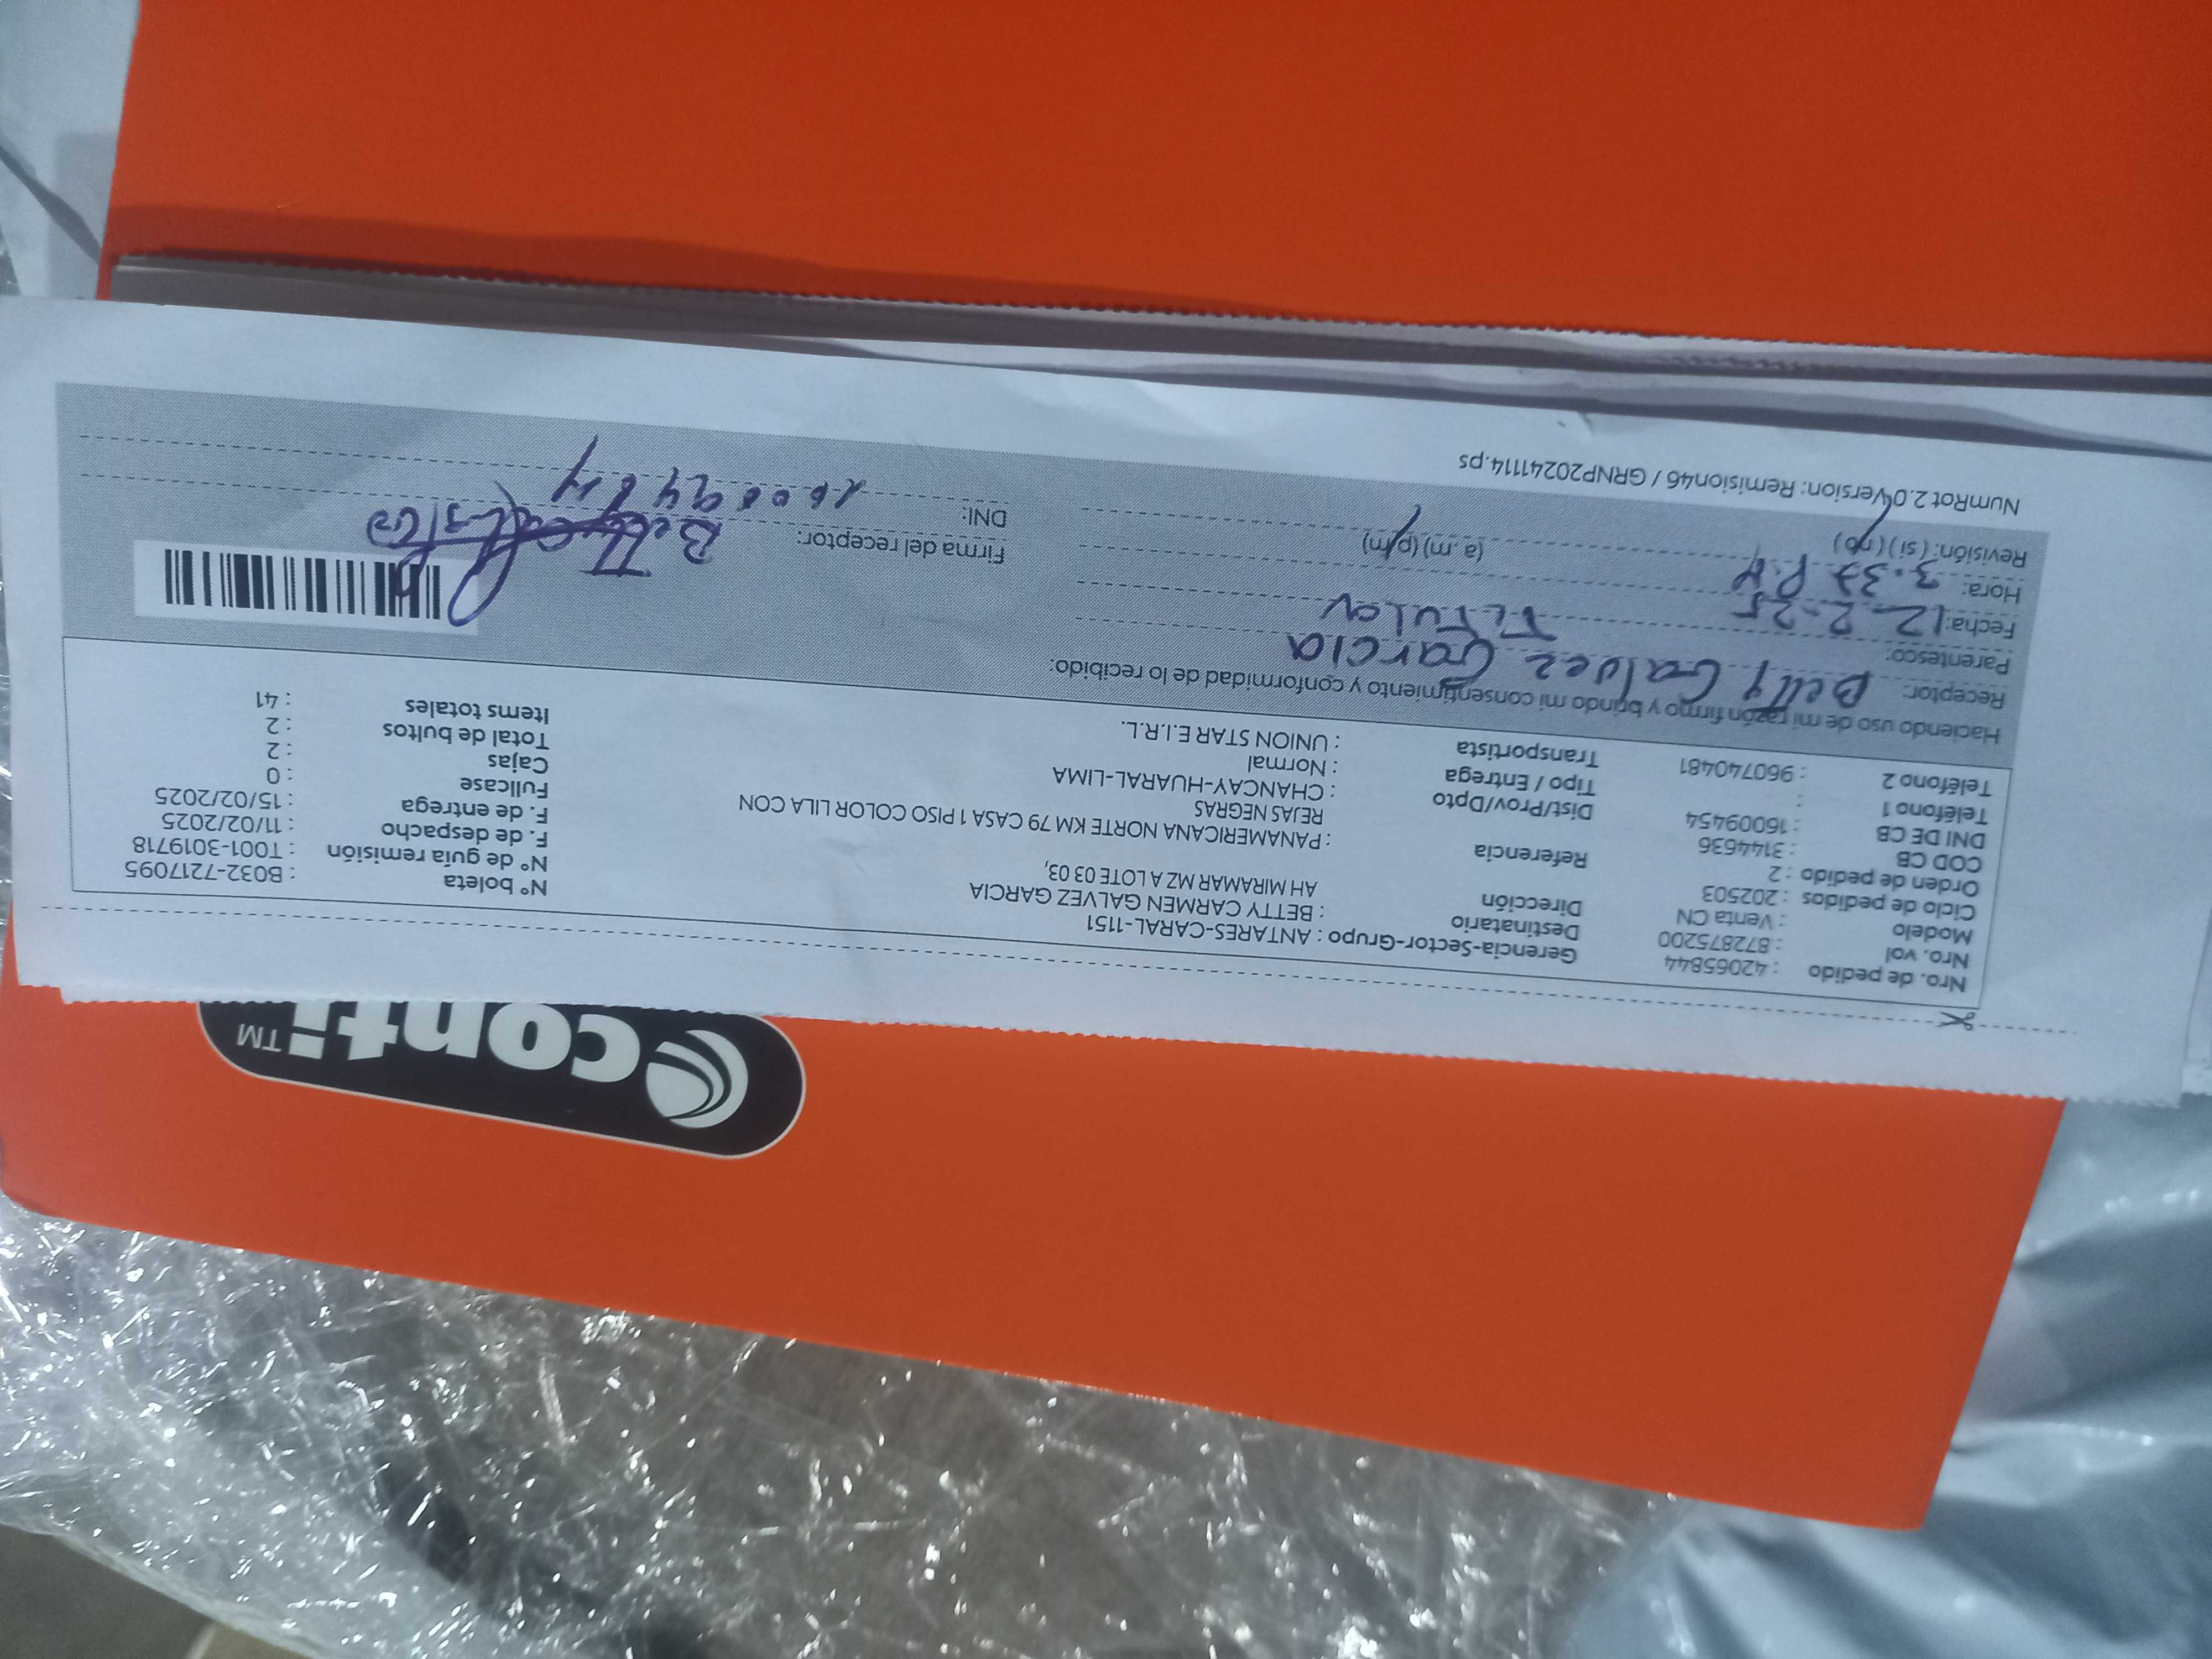 Nro. de pedido : 42065844
Nro. vol : 872875200
Modelo : Venta CN
Ciclo de pedidos : 202503
Orden de pedido : 2
COD CB : 3144636
DNI DE CB : 16009454
Teléfono 1 :
Teléfono 2 : 960740481
Gerencia-Sector-Grupo : ANTARES-CARAL-1151
Destinatario : BETTY CARMEN GALVEZ GARCIA
Dirección AH MIRAMAR MZ A LOTE 03 03,
Referencia : PANAMERICANA NORTE KM 79 CASA 1 PISO COLOR LILA CON
REJAS NEGRAS
Dist/Prov/Dpto : CHANCAY-HUARAL-LIMA
Tipo / Entrega : Normal
Transportista : UNION STAR E.I.R.L.
N° boleta : B032-7217095
N° de guía remisión : T001-3019718
F. de despacho : 11/02/2025
F. de entrega : 15/02/2025
Fullcase : 0
Cajas : 2
Total de bultos : 2
Items totales : 41
Haciendo uso de mi razón firmo y brindo mi consentimiento y conformidad de lo recibido:
Receptor: Betty Galvez Garcia
Parentesco: Titular
Fecha: 12-2-25
Hora: 3.37 P.M (a.m) (p.m)
Revisión: (si) (no)
Firma del receptor:
DNI:
NumRot 2.0 Version: Remision46 / GRNP20241114.ps
conti™